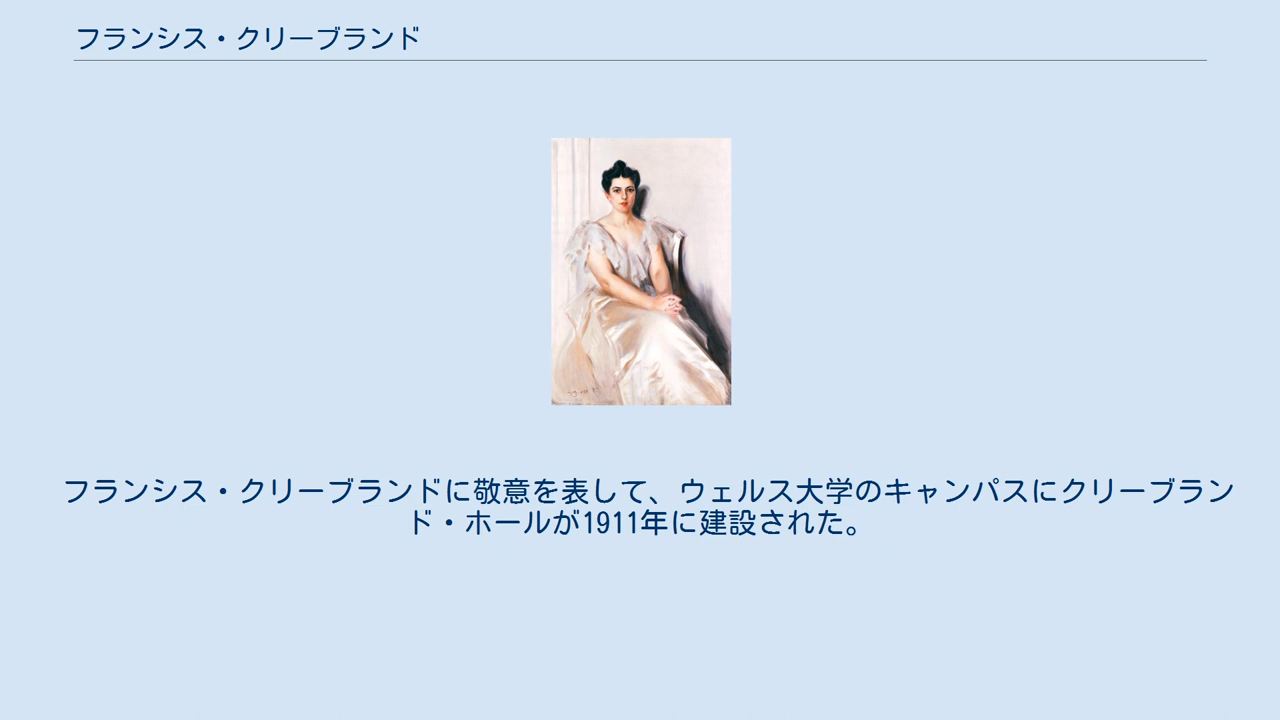 フランシス・クリーブランド
フランシス・クリーブランドに敬意を表して、ウェルス大学のキャンパスにクリーブラン
ド・ホールが1911年に建設された。